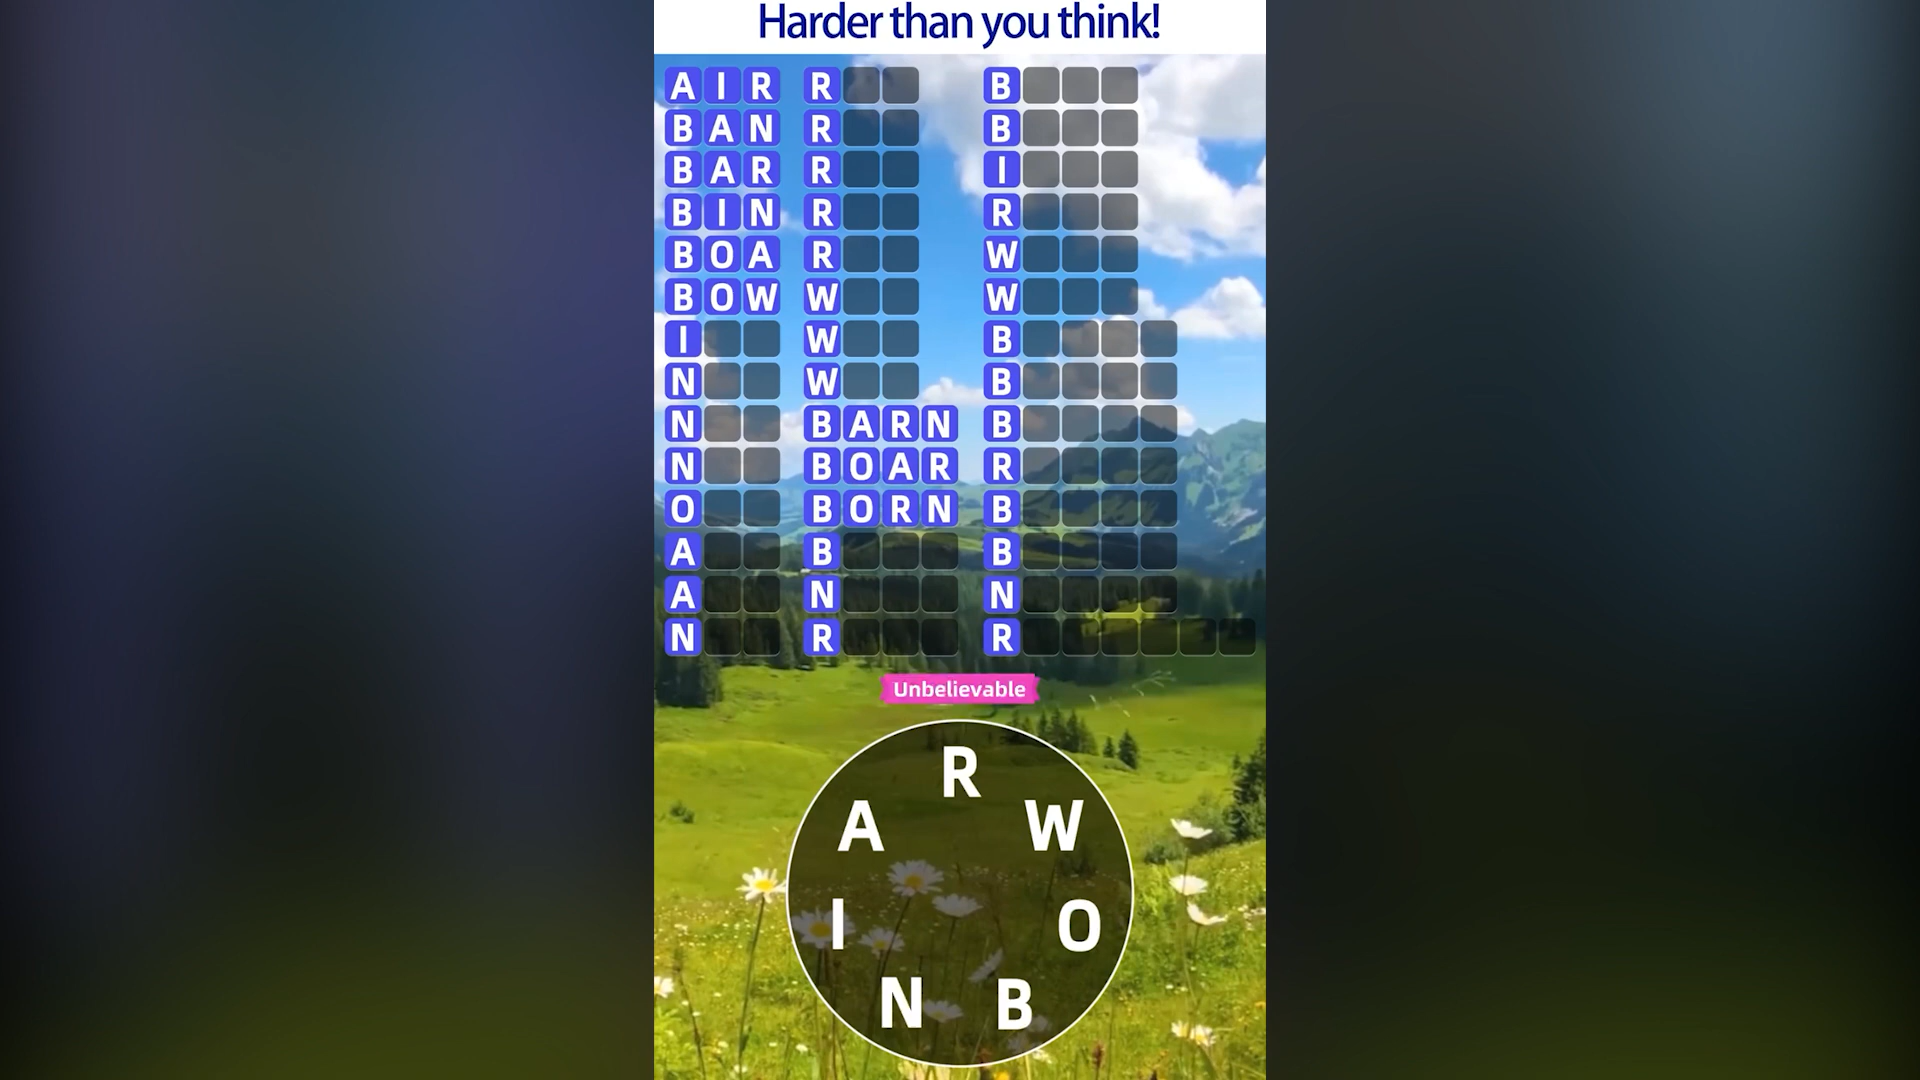 Harder than you think!
AIR R B
BAN R B
BAR R I
BIN R R
BOA R W
BOW W W
I W B
N W B
N BARN B
N BOAR R
O BORN B
A B B
A N N
N R R
Unbelievable
R
A W
I O
N B